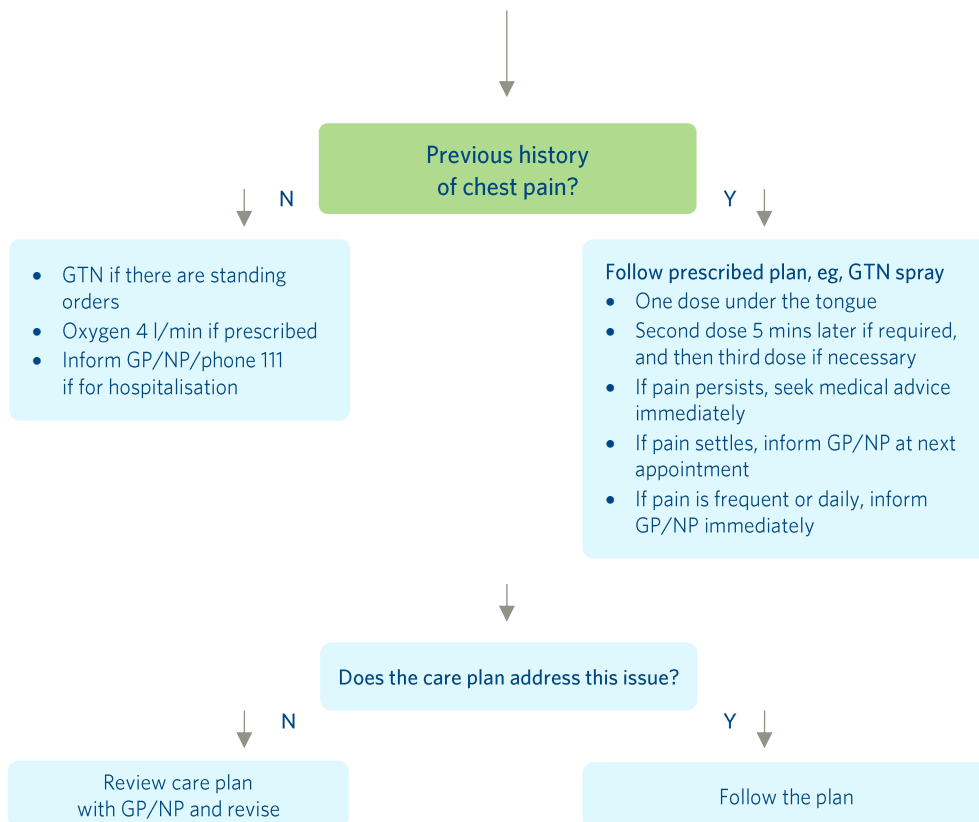 Previous history
of chest pain?
N
Y
• GTN if there are standing
orders
• Oxygen 4 l/min if prescribed
• Inform GP/NP/phone 111
if for hospitalisation
Follow prescribed plan, eg, GTN spray
• One dose under the tongue
• Second dose 5 mins later if required,
and then third dose if necessary
• If pain persists, seek medical advice
immediately
• If pain settles, inform GP/NP at next
appointment
• If pain is frequent or daily, inform
GP/NP immediately
Does the care plan address this issue?
N
Y
Review care plan
with GP/NP and revise
Follow the plan